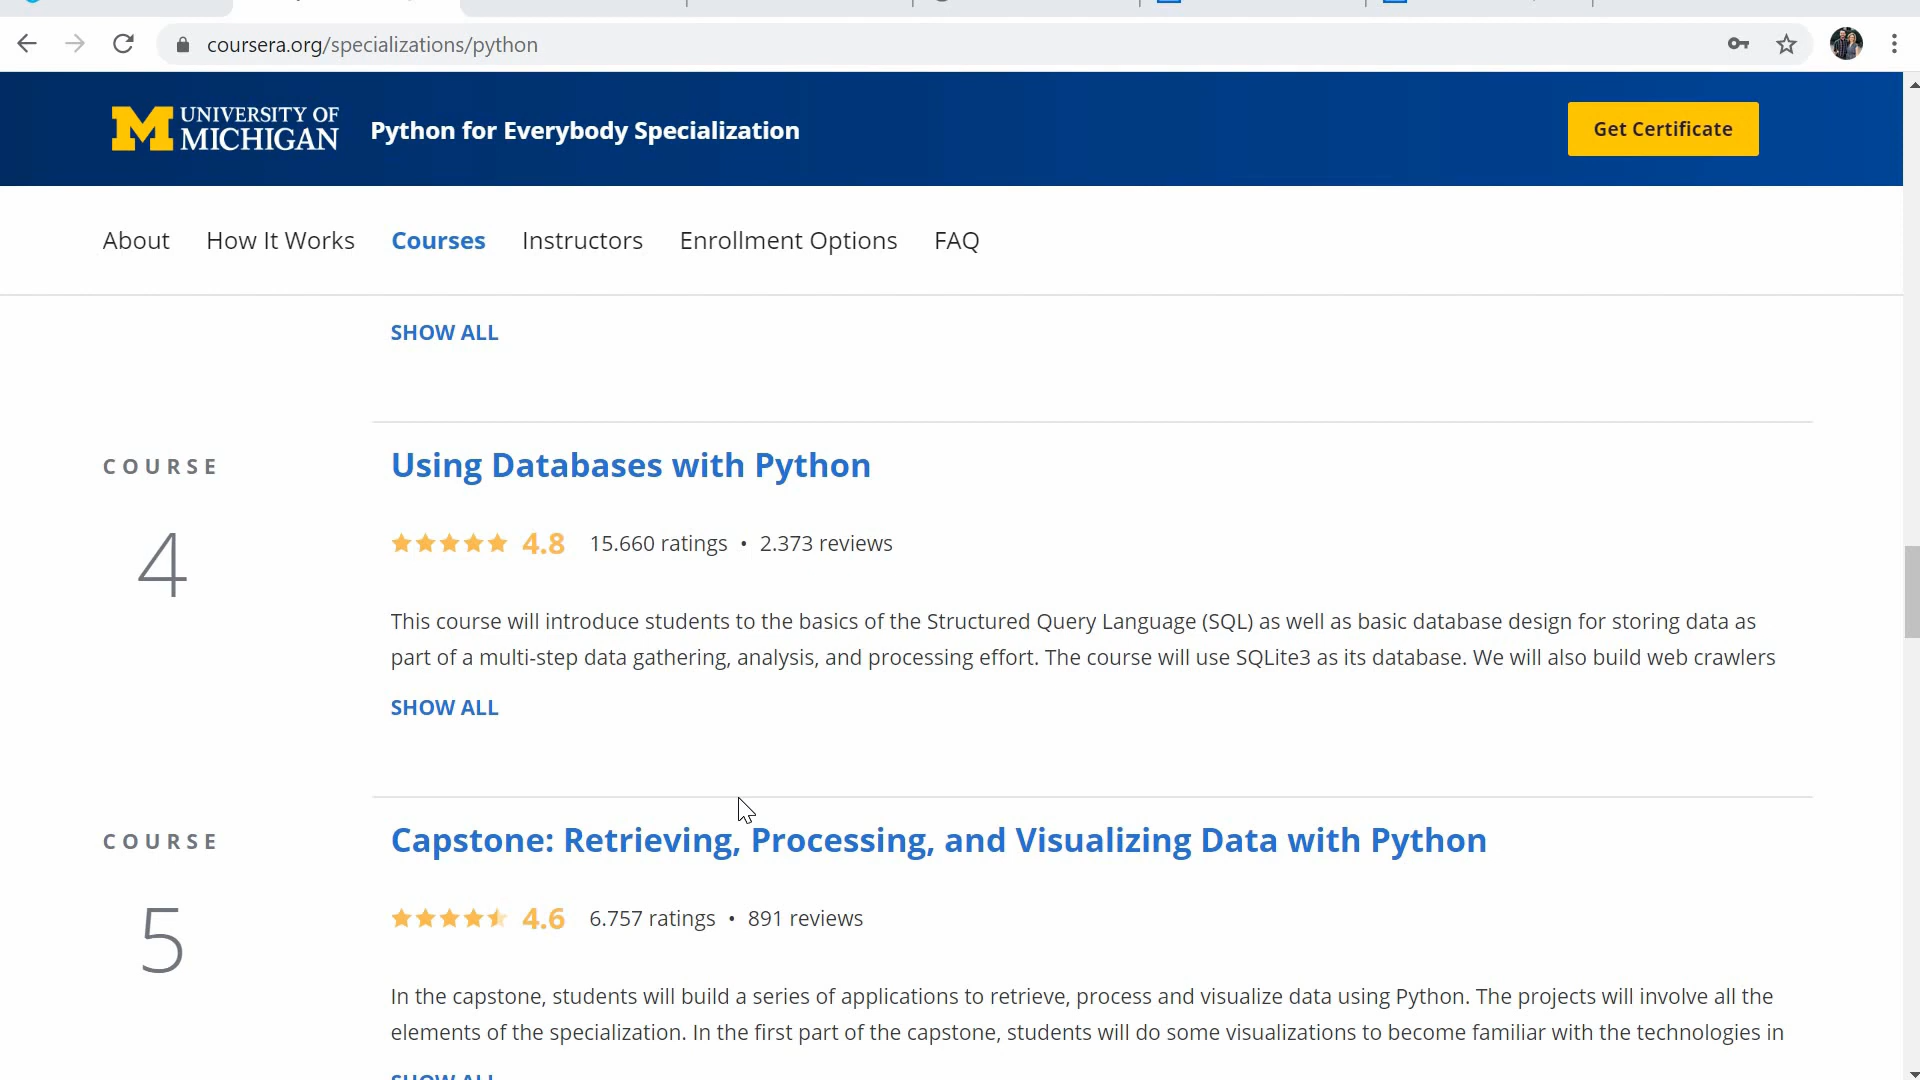 coursera.org/specializations/python
M UNIVERSITY OF
MICHIGAN
Python for Everybody Specialization
Get Certificate
About How It Works Courses Instructors Enrollment Options FAQ
SHOW ALL
COURSE
4
Using Databases with Python
4.8 15.660 ratings • 2.373 reviews
This course will introduce students to the basics of the Structured Query Language (SQL) as well as basic database design for storing data as
part of a multi-step data gathering, analysis, and processing effort. The course will use SQLite3 as its database. We will also build web crawlers
SHOW ALL
COURSE
5
Capstone: Retrieving, Processing, and Visualizing Data with Python
4.6 6.757 ratings • 891 reviews
In the capstone, students will build a series of applications to retrieve, process and visualize data using Python. The projects will involve all the
elements of the specialization. In the first part of the capstone, students will do some visualizations to become familiar with the technologies in
SHOW ALL